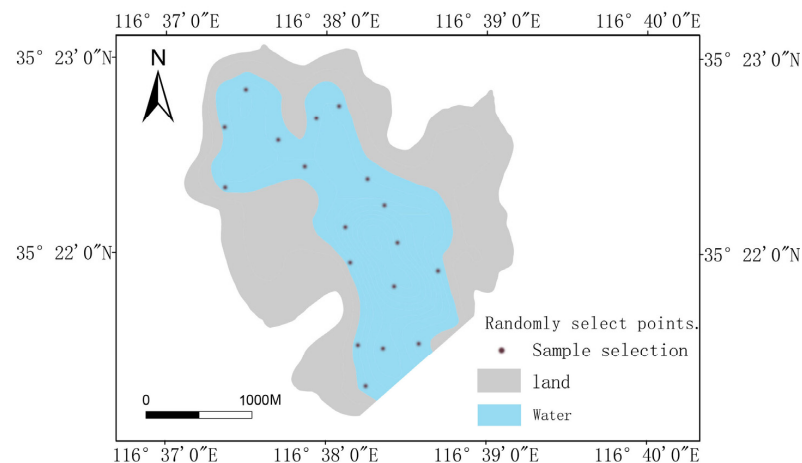 116° 37′0″E 116° 38′0″E 116° 39′0″E 116° 40′0″E
35° 23′0″N 35° 23′0″N
N
35° 22′0″N 35° 22′0″N
Randomly select points.
Sample selection
land
Water
0 1000M
116° 37′0″E 116° 38′0″E 116° 39′0″E 116° 40′0″E